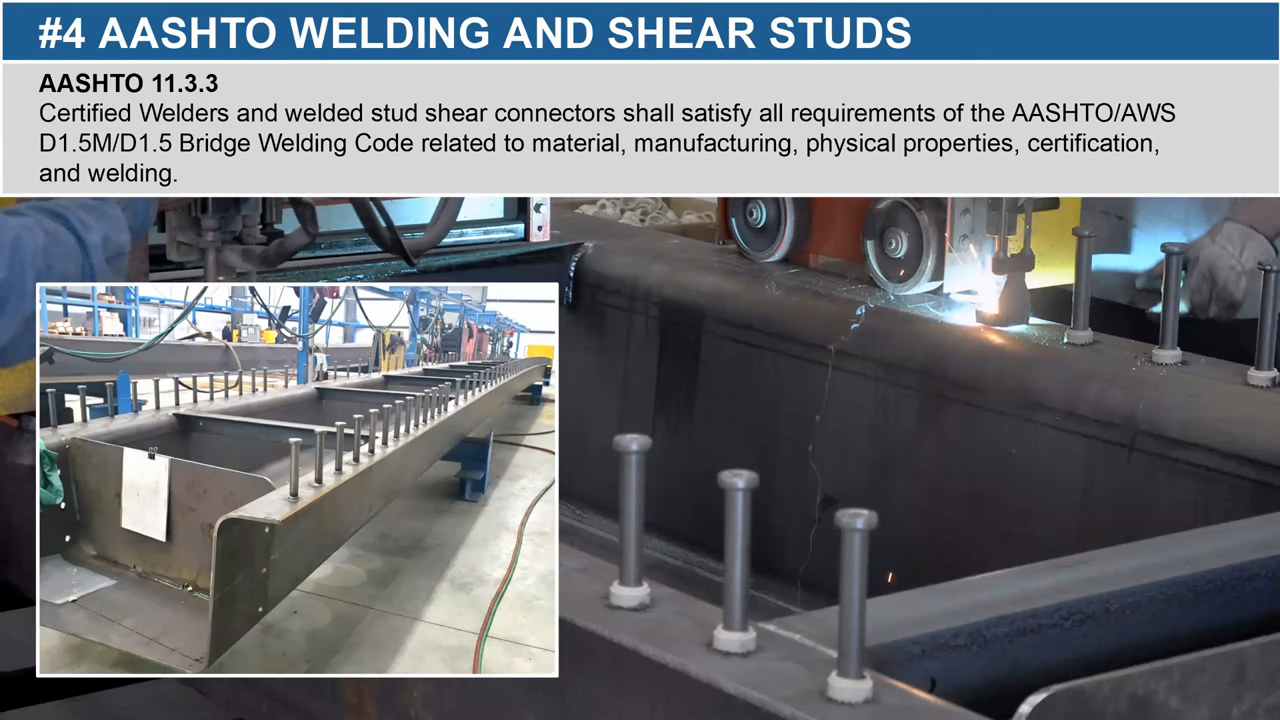 #4 AASHTO WELDING AND SHEAR STUDS
AASHTO 11.3.3
Certified Welders and welded stud shear connectors shall satisfy all requirements of the AASHTO/AWS
D1.5M/D1.5 Bridge Welding Code related to material, manufacturing, physical properties, certification,
and welding.